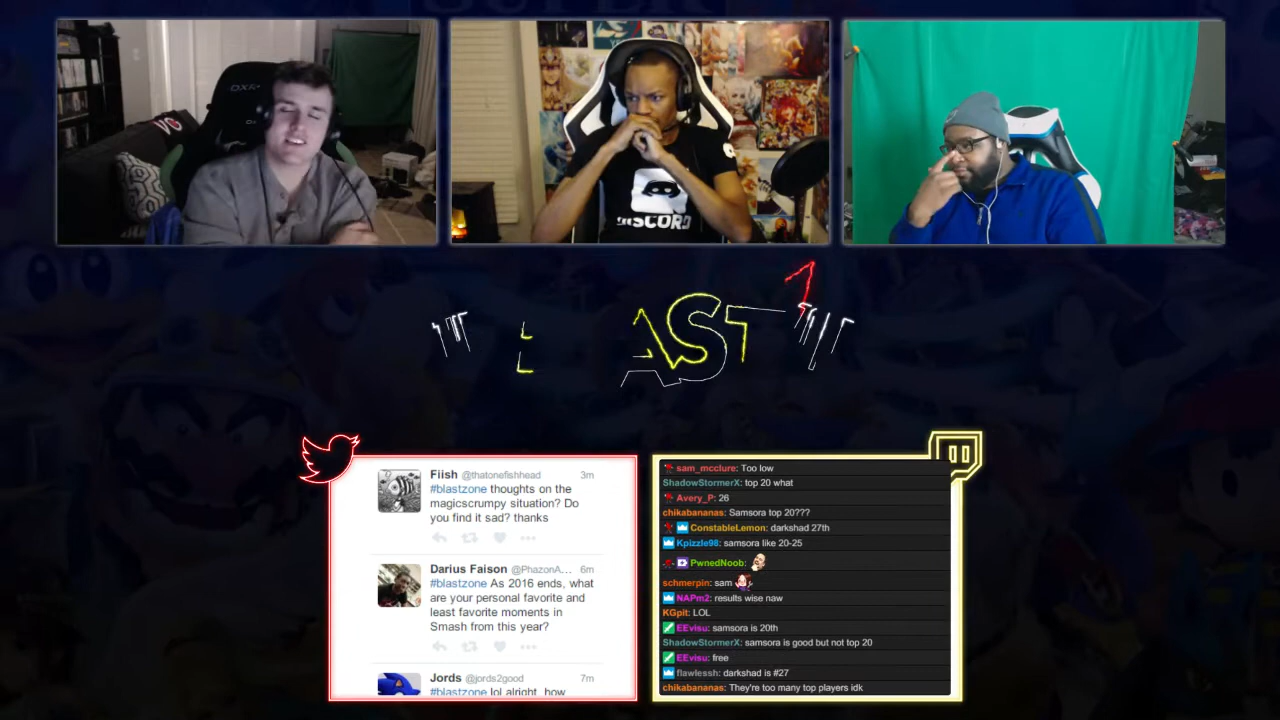 DISCORD
AST
Fiish @thatonefishhead 3m
#blastzone thoughts on the
magicscrumpy situation? Do
you find it sad? thanks
Darius Faison @PhazonA... 6m
#blastzone As 2016 ends, what
are your personal favorite and
least favorite moments in
Smash from this year?
Jords @jords2good 7m
#blastzone lol alright, how
sam_mcclure: Too low
ShadowStormerX: top 20 what
Avery_P: 26
chikabananas: Samsora top 20???
ConstableLemon: darkshad 27th
Kpizzle98: samsora like 20-25
PwnedNoob:
schmerpin: sam
NAPm2: results wise naw
KGpit: LOL
EEvisu: samsora is 20th
ShadowStormerX: samsora is good but not top 20
EEvisu: free
flawlessh: darkshad is #27
chikabananas: They're too many top players idk